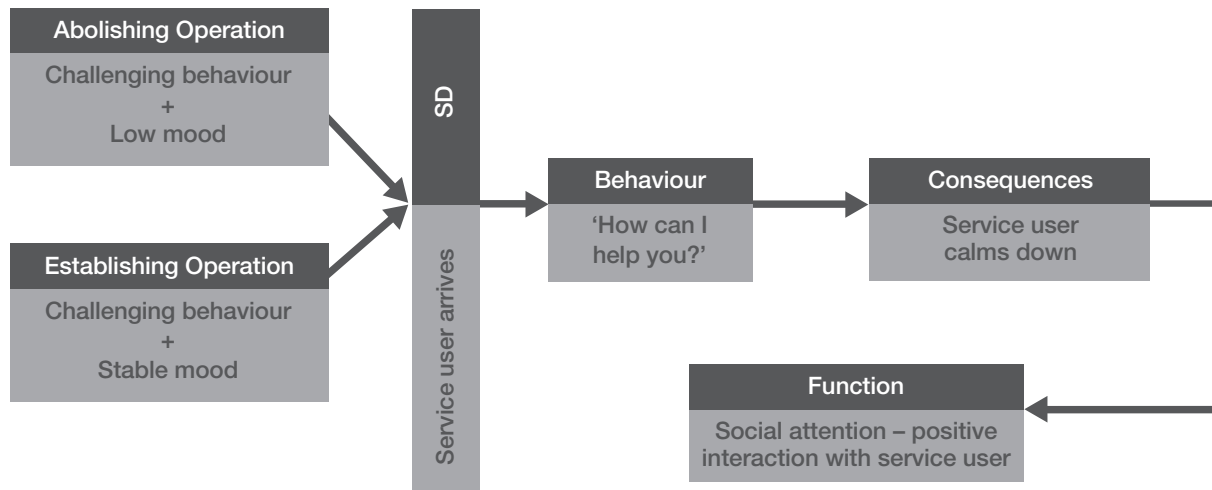 Abolishing Operation
Challenging behaviour
+
Low mood
Establishing Operation
Challenging behaviour
+
Stable mood
SD
Service user arrives
Behaviour
‘How can I
help you?’
Consequences
Service user
calms down
Function
Social attention – positive
interaction with service user